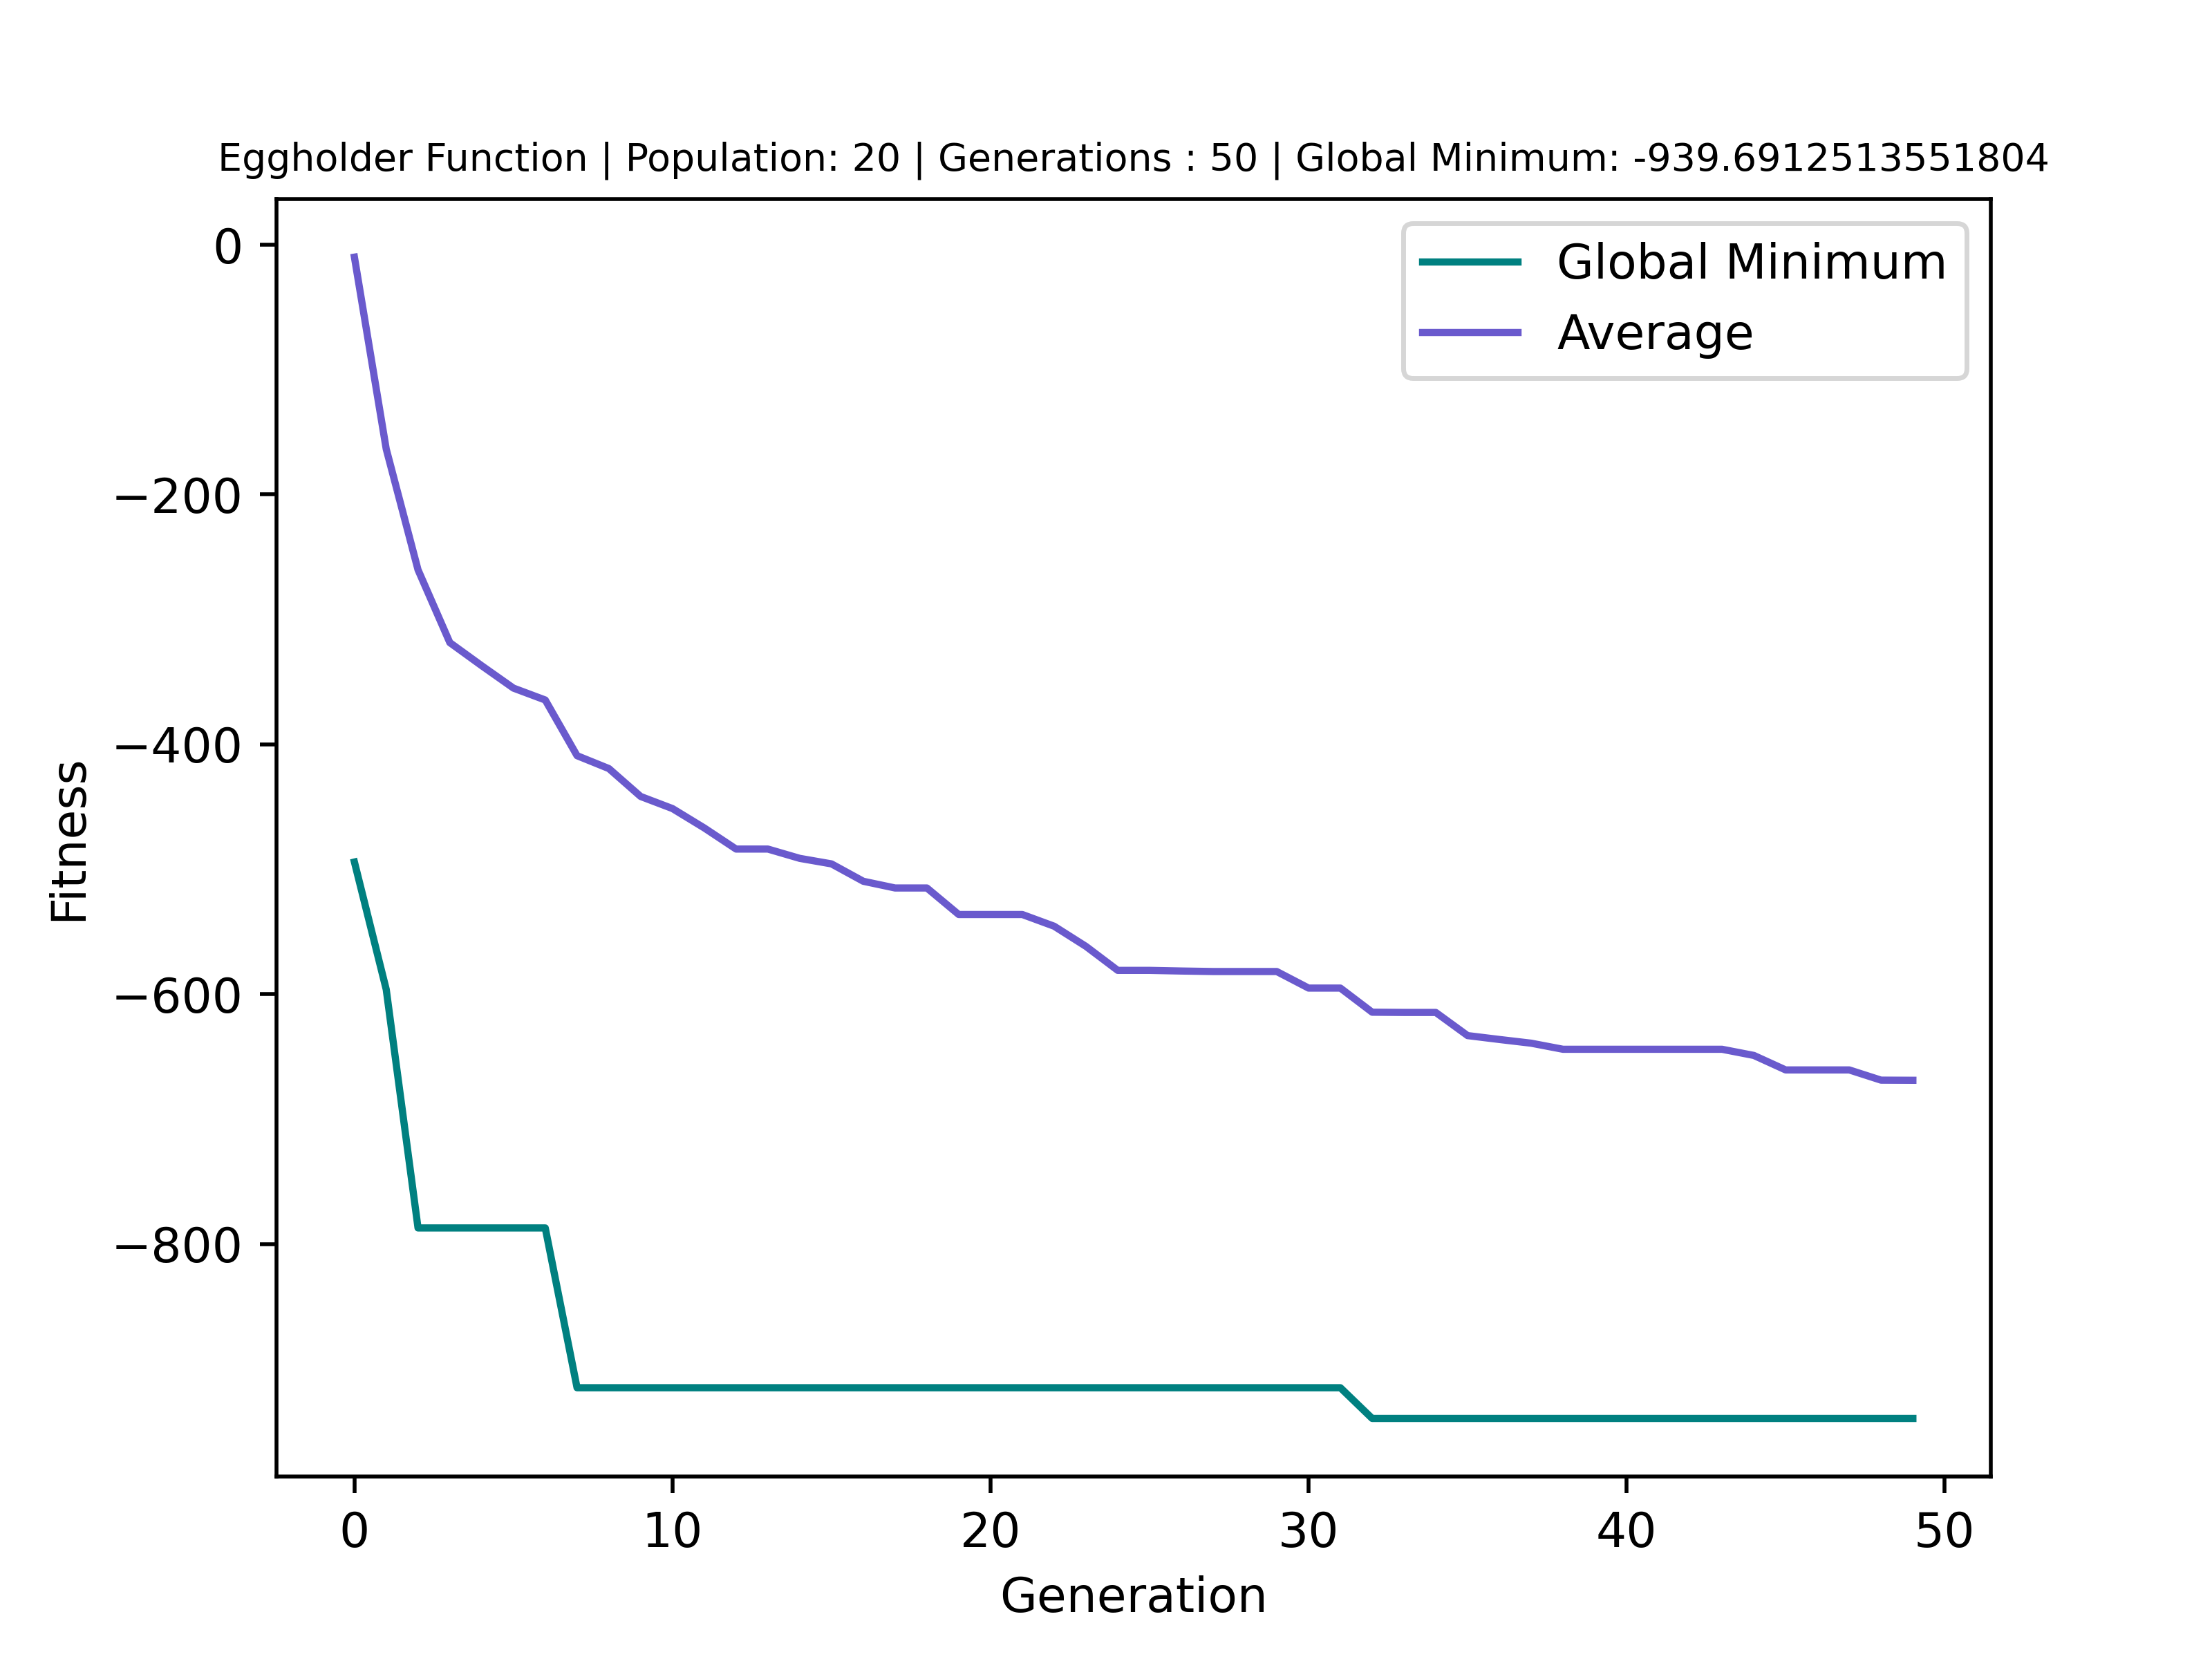 Eggholder Function | Population: 20 | Generations : 50 | Global Minimum: -939.6912513551804
Global Minimum
Average
0
−200
−400
−600
−800
Fitness
0 10 20 30 40 50
Generation